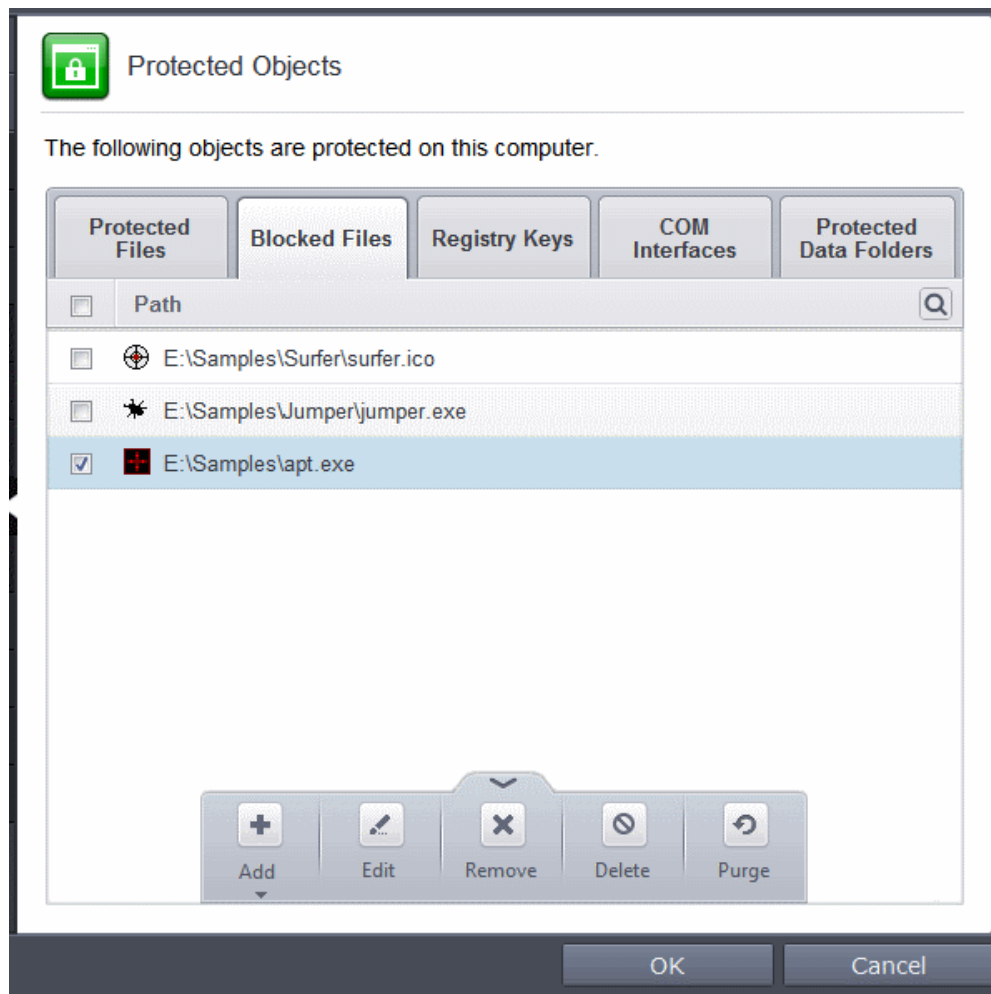 Protected Objects
The following objects are protected on this computer.
Protected
Files
Blocked Files
Registry Keys
COM
Interfaces
Protected
Data Folders
Path
E:\Samples\Surfer\surfer.ico
E:\Samples\Jumper\jumper.exe
E:\Samples\apt.exe
Add
Edit
Remove
Delete
Purge
OK
Cancel